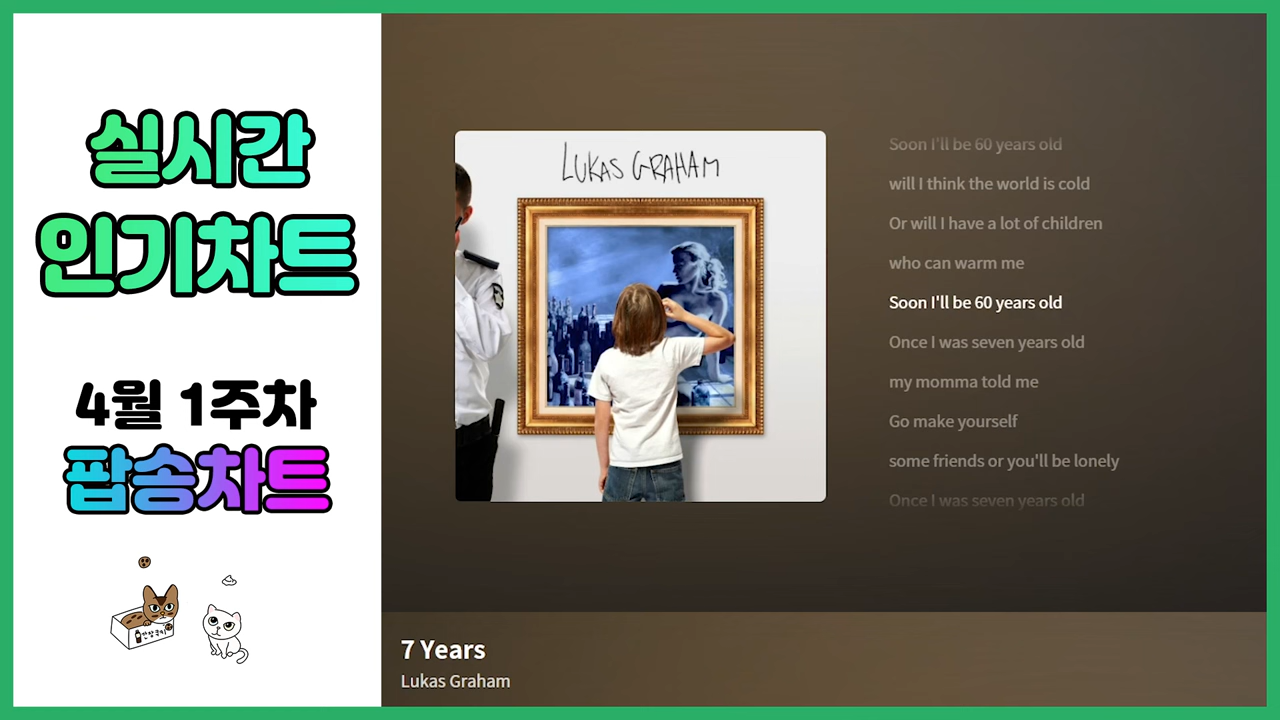 실시간
인기차트
4월 1주차
팝송차트
LUKAS GRAHAM
Soon I'll be 60 years old
will I think the world is cold
Or will I have a lot of children
who can warm me
Soon I'll be 60 years old
Once I was seven years old
my momma told me
Go make yourself
some friends or you'll be lonely
Once I was seven years old
7 Years
Lukas Graham